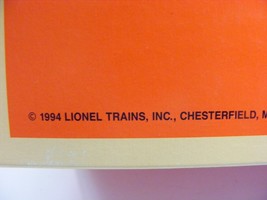 © 1994 LIONEL TRAINS, INC., CHESTERFIELD, M